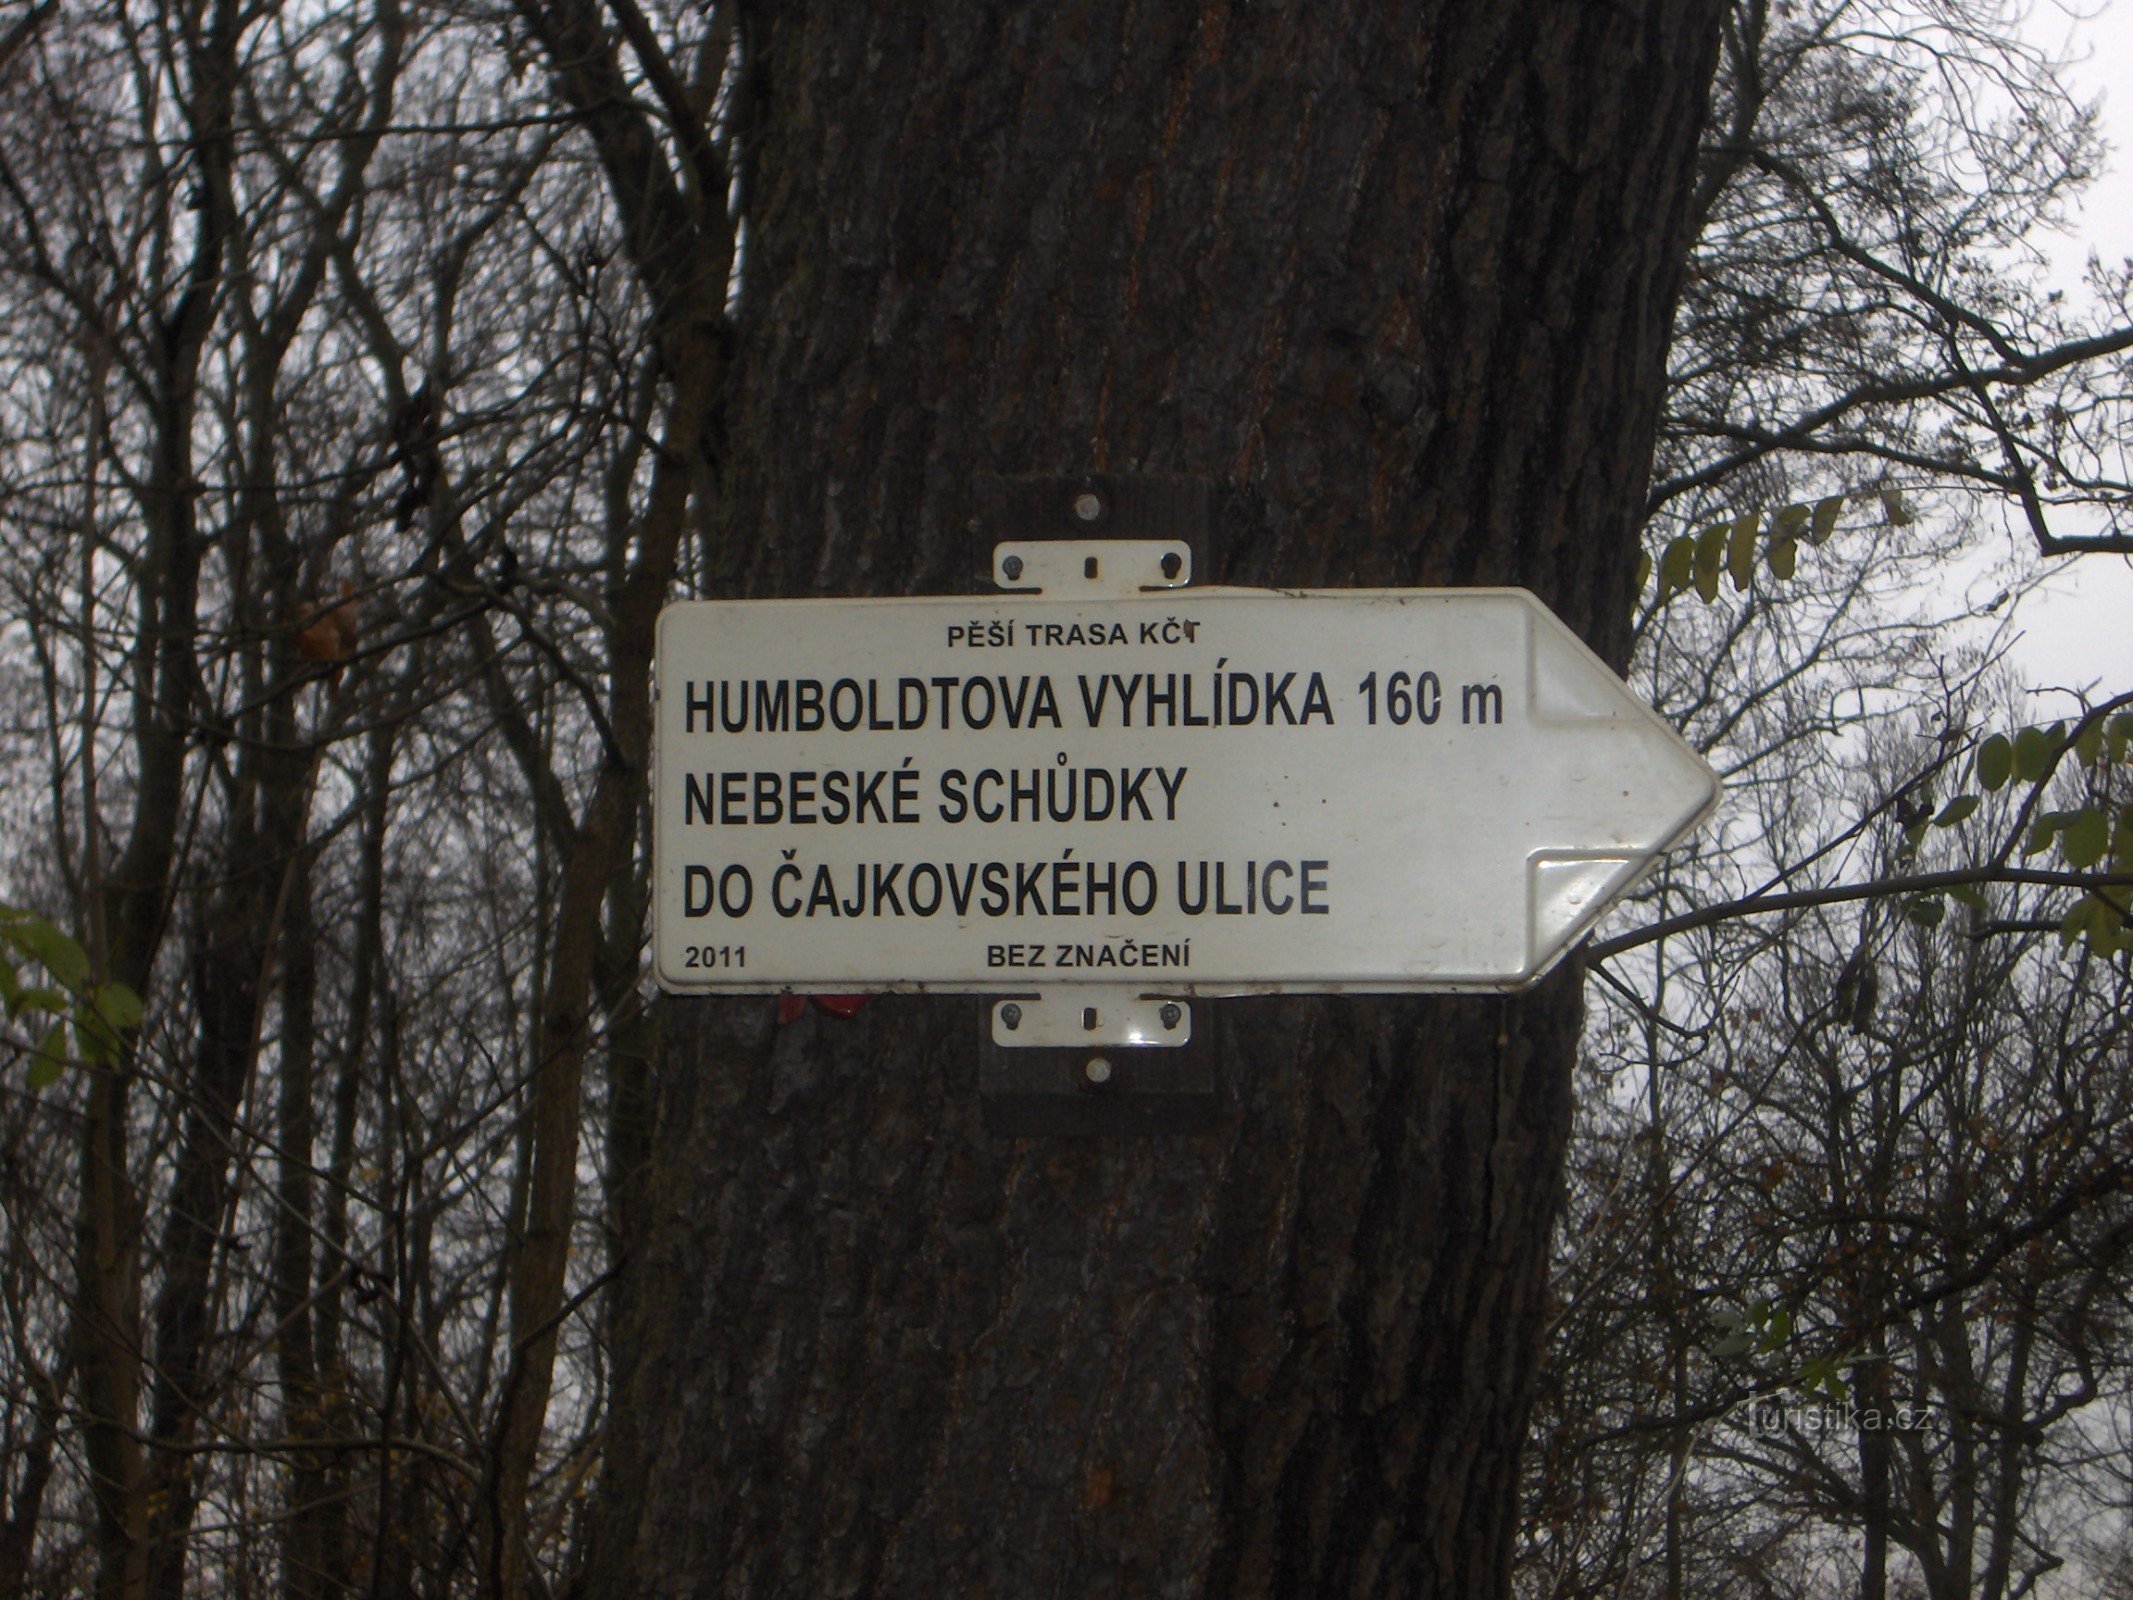 PĚŠÍ TRASA KČT
HUMBOLDTOVA VYHLÍDKA 160 m
NEBESKÉ SCHŮDKY
DO ČAJKOVSKÉHO ULICE
2011 BEZ ZNAČENÍ
Turistika.cz